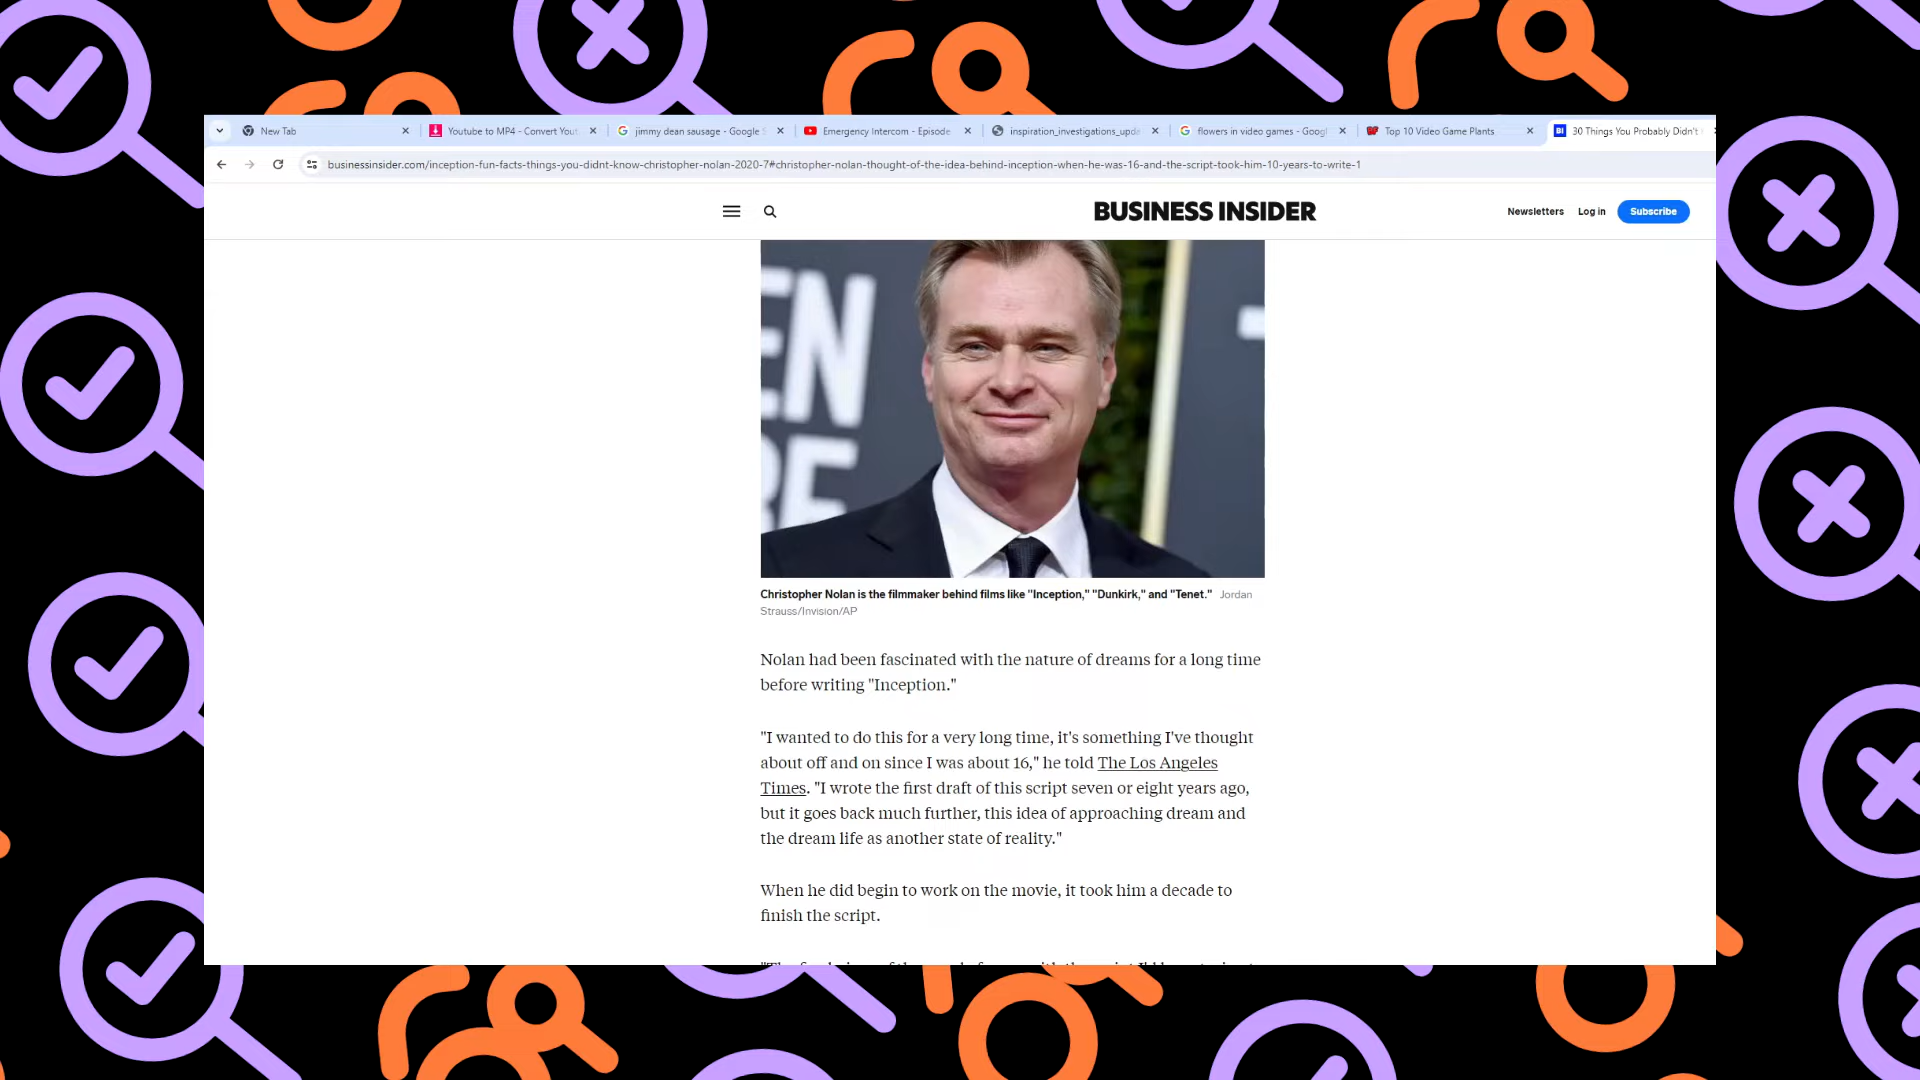 New Tab
Youtube to MP4 - Convert Yout
jimmy dean sausage - Google S
Emergency Intercom - Episode
inspiration_investigations_upda
flowers in video games - Googl
Top 10 Video Game Plants
30 Things You Probably Didn't
businessinsider.com/inception-fun-facts-things-you-didnt-know-christopher-nolan-2020-7#christopher-nolan-thought-of-the-idea-behind-inception-when-he-was-16-and-the-script-took-him-10-years-to-write-1
BUSINESS INSIDER
Newsletters
Log in
Subscribe
EN
BE
Christopher Nolan is the filmmaker behind films like "Inception," "Dunkirk," and "Tenet." Jordan
Strauss/Invision/AP
Nolan had been fascinated with the nature of dreams for a long time
before writing "Inception."
"I wanted to do this for a very long time, it's something I've thought
about off and on since I was about 16," he told The Los Angeles
Times. "I wrote the first draft of this script seven or eight years ago,
but it goes back much further, this idea of approaching dream and
the dream life as another state of reality."
When he did begin to work on the movie, it took him a decade to
finish the script.